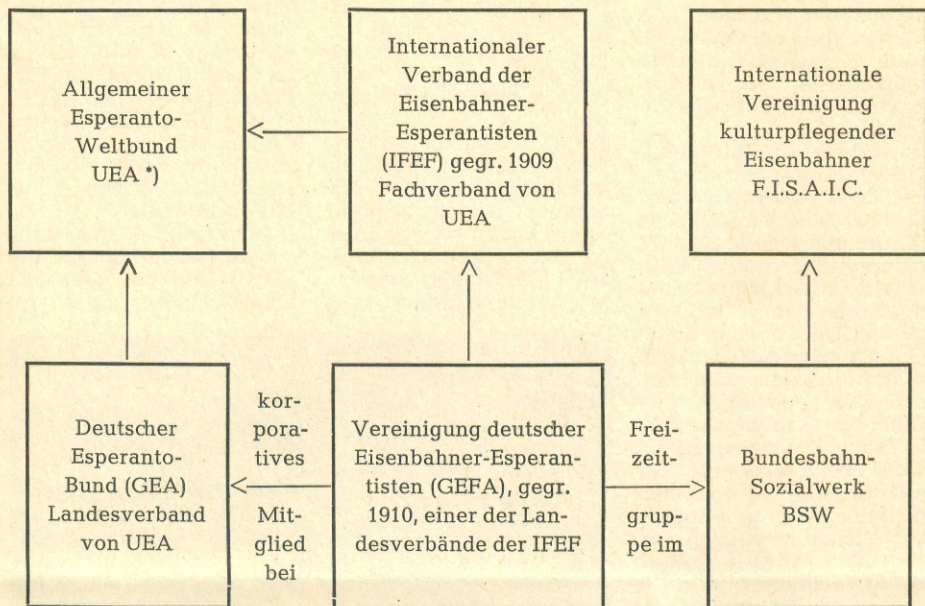 Allgemeiner
Esperanto-
Weltbund
UEA *)
Internationaler
Verband der
Eisenbahner-
Esperantisten
(IFEF) gegr. 1909
Fachverband von
UEA
Internationale
Vereinigung
kulturpflegender
Eisenbahner
F.I.S.A.I.C.
Deutscher
Esperanto-
Bund (GEA)
Landesverband
von UEA
kor-
pora-
tives
Mit-
glied
bei
Vereinigung deutscher
Eisenbahner-Esperan-
tisten (GEFA), gegr.
1910, einer der Lan-
desverbände der IFEF
Frei-
zeit-
grup-
pe im
Bundesbahn-
Sozialwerk
BSW